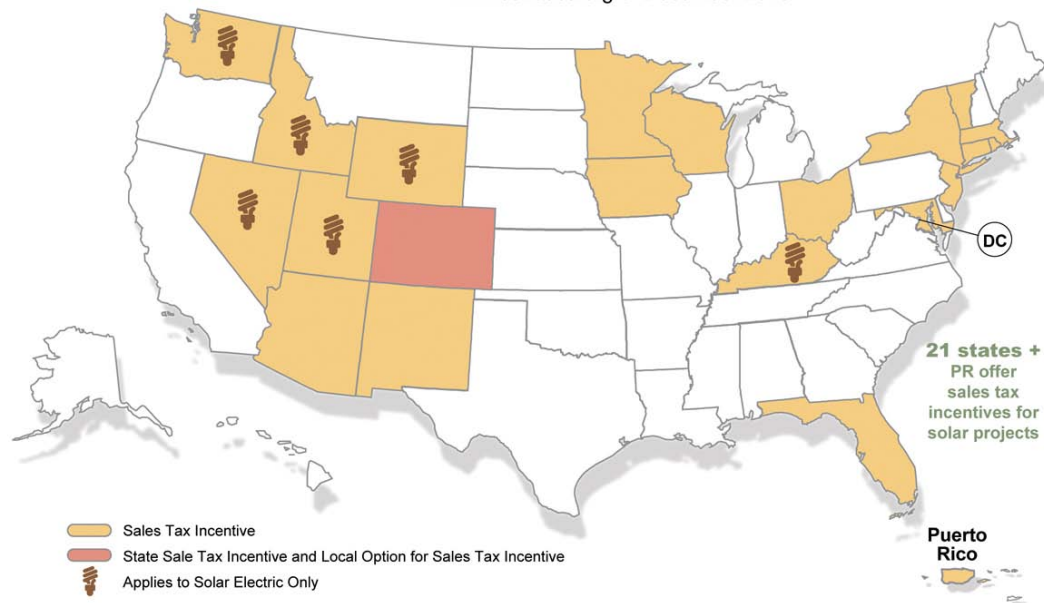 DC
21 states +
PR offer
sales tax
incentives for
solar projects
Sales Tax Incentive
State Sale Tax Incentive and Local Option for Sales Tax Incentive
Applies to Solar Electric Only
Puerto
Rico